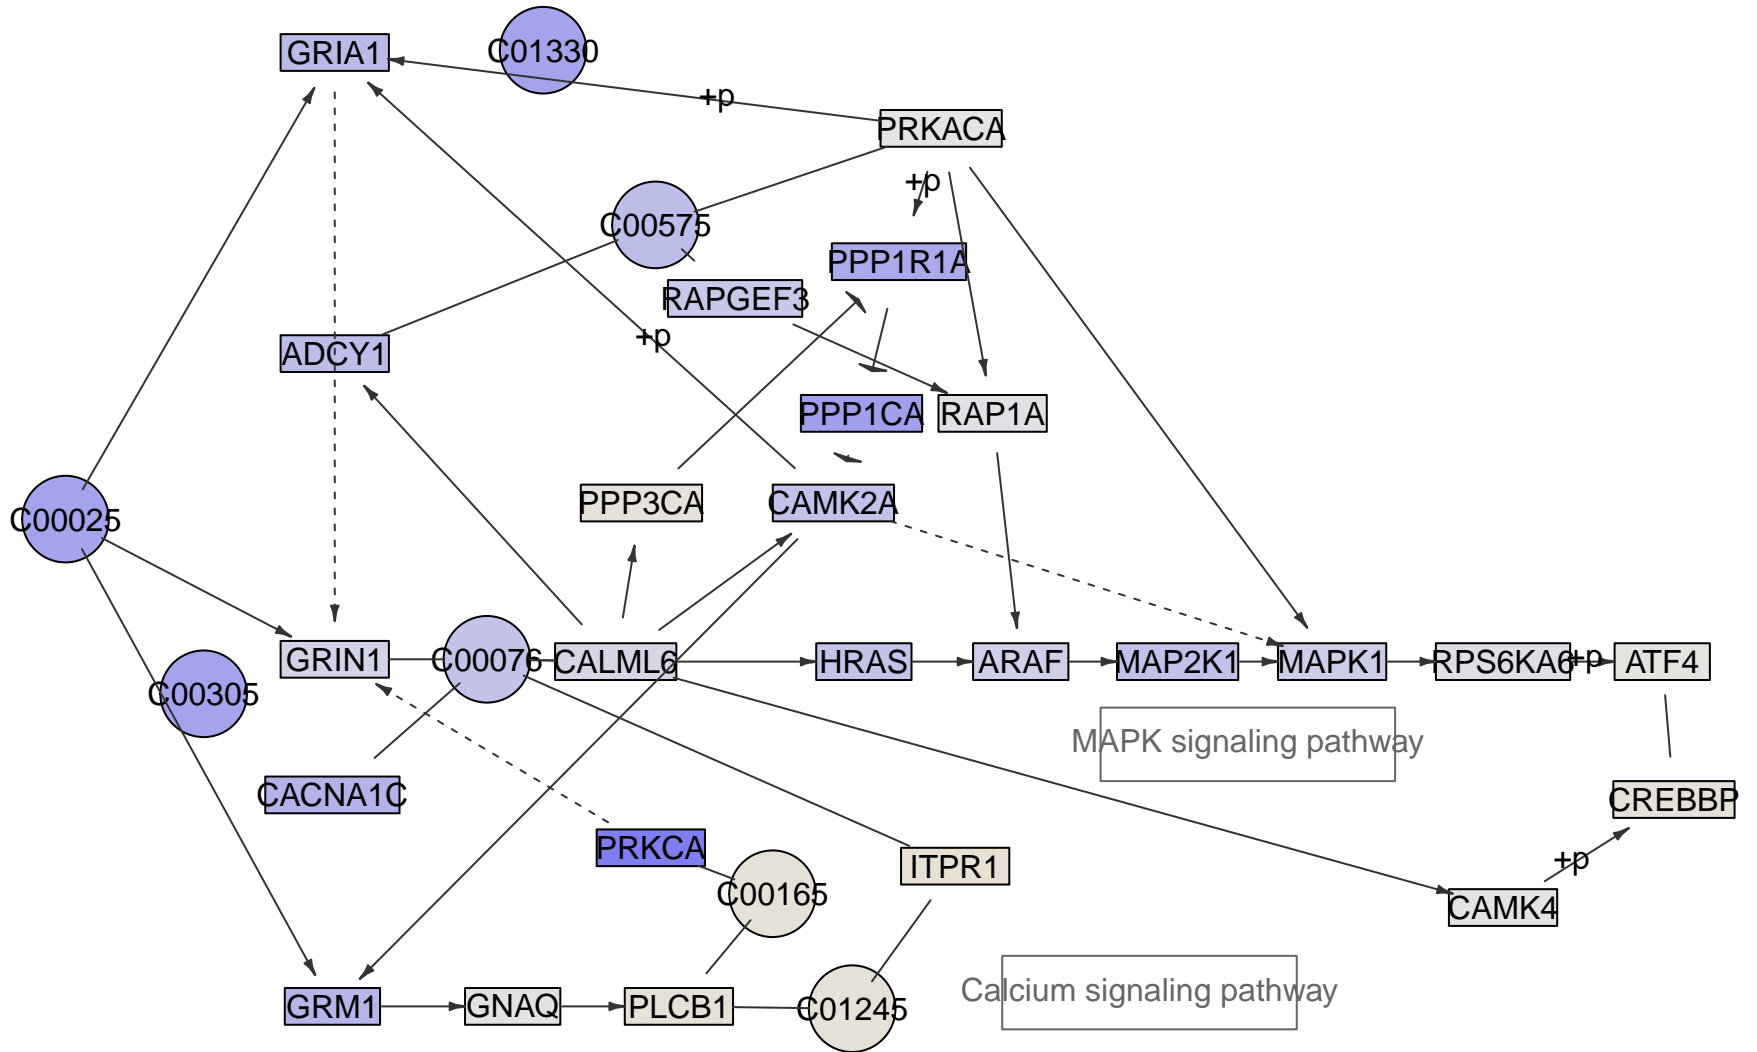 GRIA1
C01330
+p
PRKACA
+p
C00575
PPP1R1A
RAPGEF3
+p
ADCY1
PPP1CA
RAP1A
PPP3CA
CAMK2A
C00025
GRIN1
C00076
CALML6
HRAS
ARAF
MAP2K1
MAPK1
RPS6KA6
+p
ATF4
C00305
MAPK signaling pathway
CACNA1C
CREBBP
PRKCA
ITPR1
+p
C00165
CAMK4
Calcium signaling pathway
GRM1
GNAQ
PLCB1
C01245